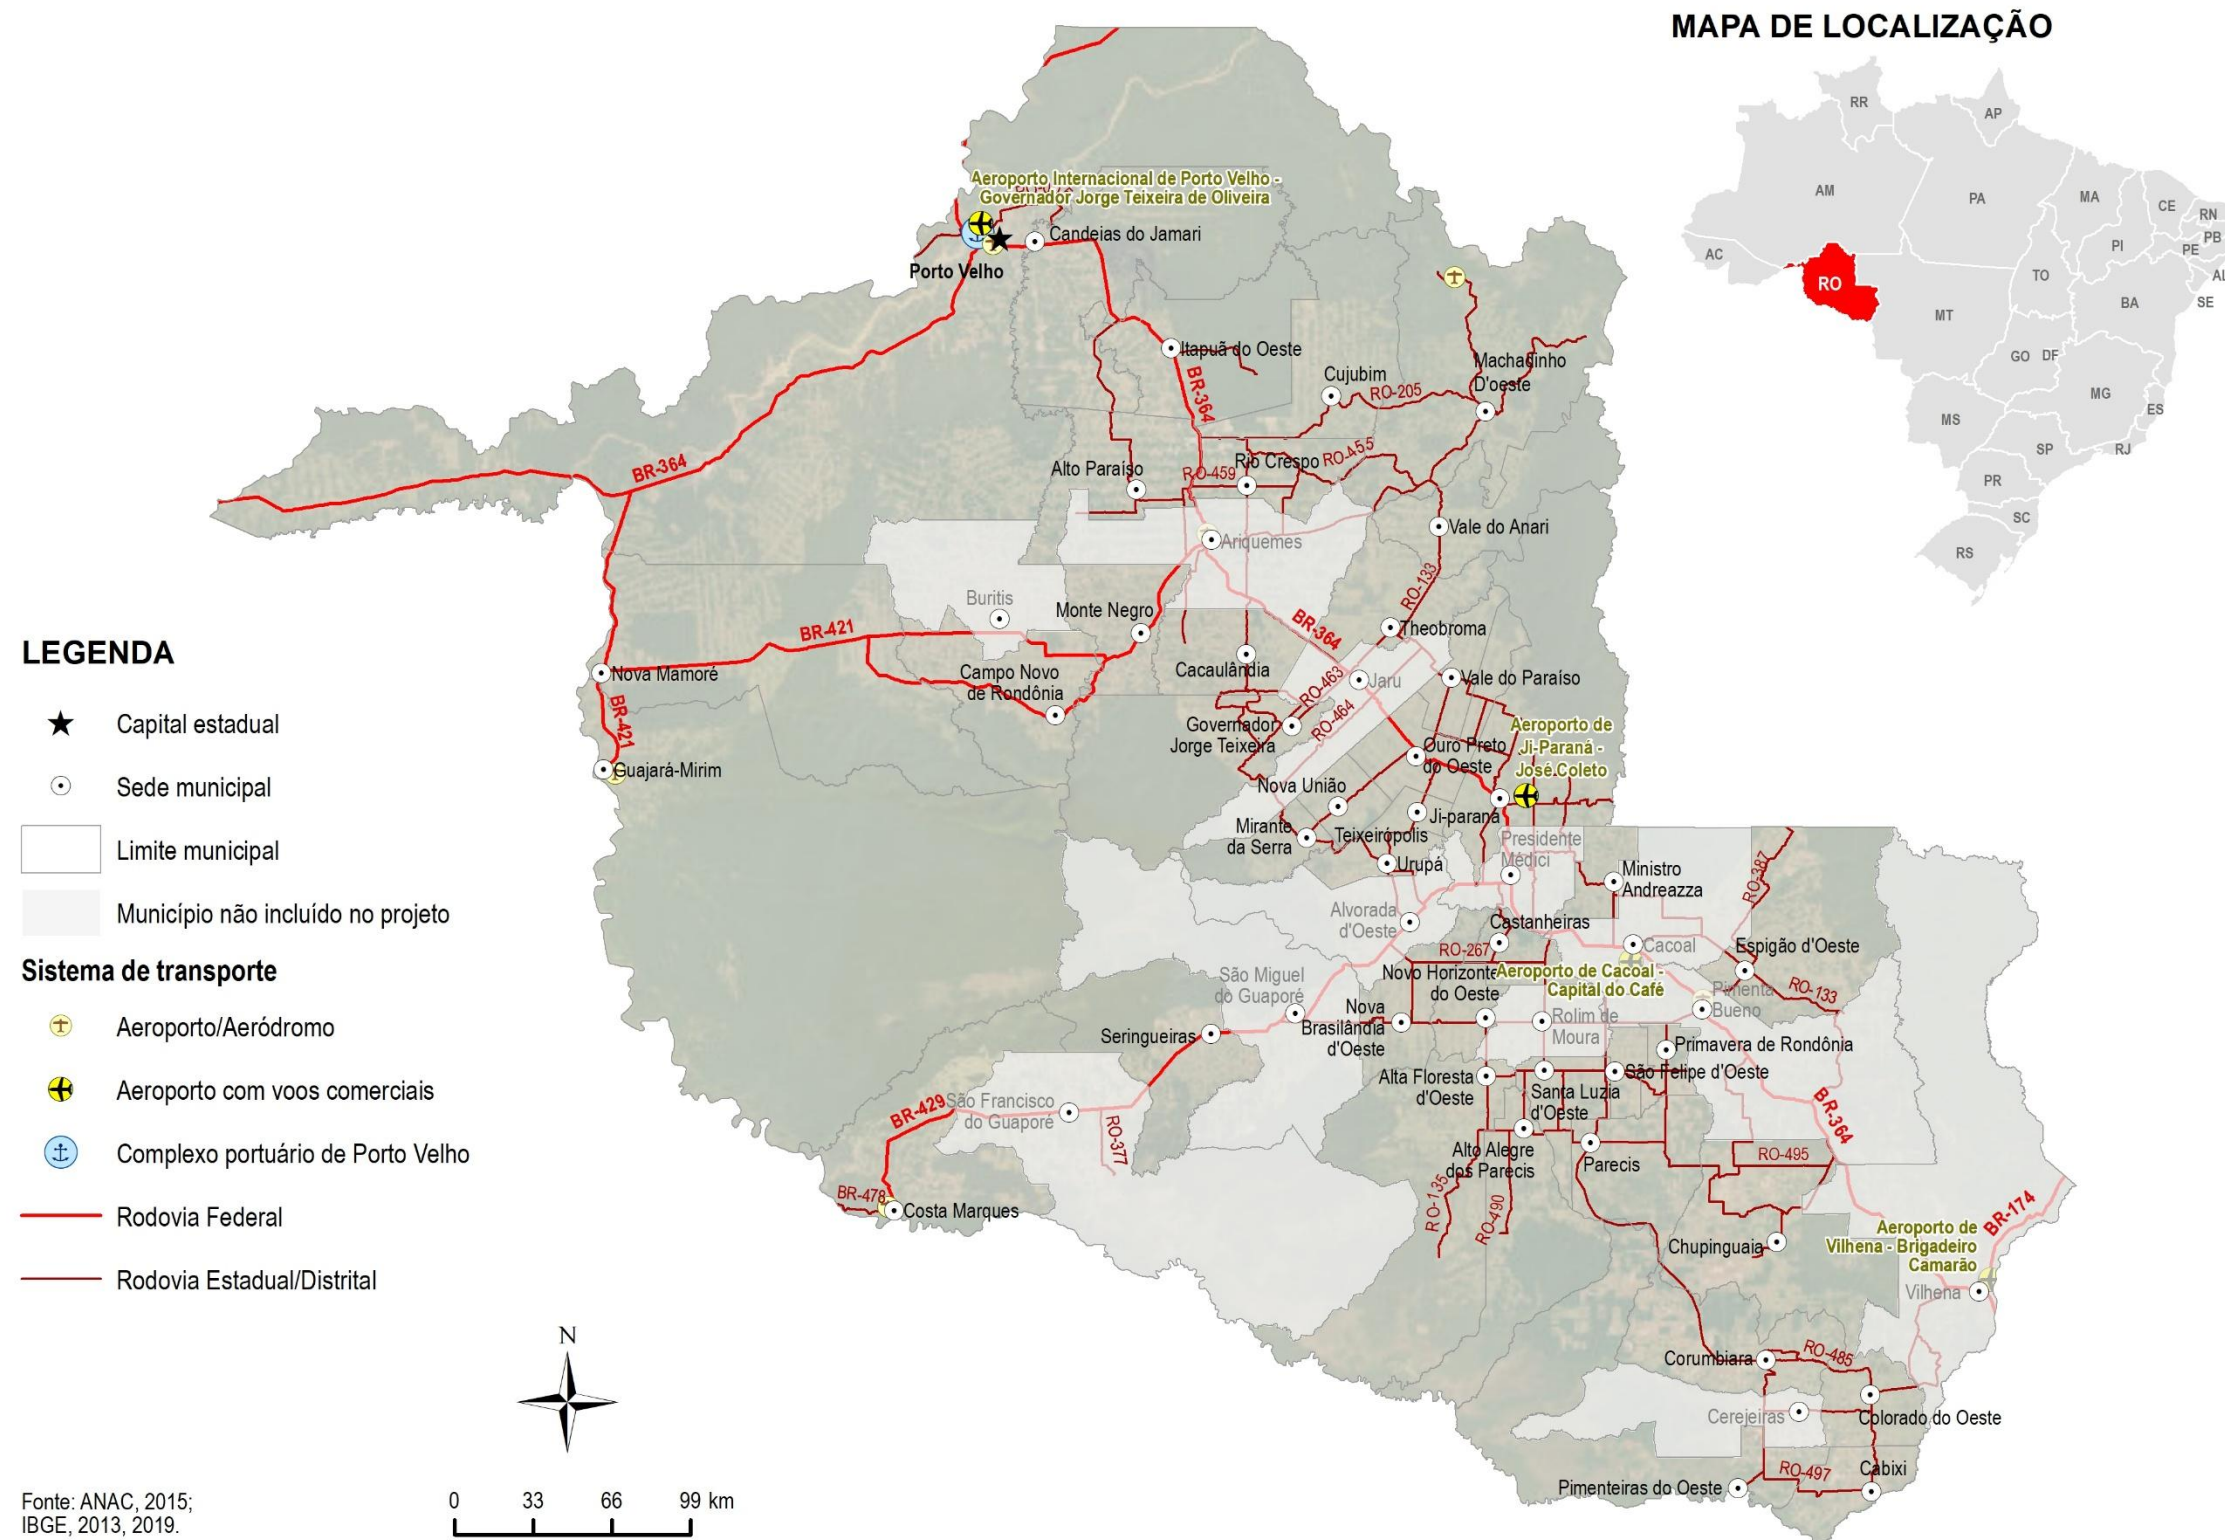 MAPA DE LOCALIZAÇÃO
RR
AP
AM
PA
MA
CE
RN
PB
PE
PI
AC
RO
TO
AL
SE
BA
MT
GO
DF
MG
ES
MS
SP
RJ
PR
SC
RS
Aeroporto Internacional de Porto Velho -
Governador Jorge Teixeira de Oliveira
Candeias do Jamari
Porto Velho
Itapuã do Oeste
BR-364
Cujubim
RO-205
Machadinho
D'oeste
BR-364
Alto Paraíso
RO-459
Rio Crespo
RO-455
Ariquemes
Vale do Anari
RO-133
Buritis
Monte Negro
BR-421
BR-364
Theobroma
Nova Mamoré
Campo Novo
de Rondônia
Cacaulândia
RO-463
Jaru
Vale do Paraíso
BR-421
RO-464
Governador
Jorge Teixeira
Ouro Preto
do Oeste
Aeroporto de
Ji-Paraná -
José Coleto
Guajará-Mirim
Nova União
Ji-paraná
Mirante
da Serra
Teixeirópolis
Urupá
Presidente
Médici
Ministro
Andreazza
RO-387
Alvorada
d'Oeste
Castanheiras
RO-267
Cacoal
Espigão d'Oeste
São Miguel
do Guaporé
Novo Horizonte
do Oeste
Aeroporto de Cacoal -
Capital do Café
Pimenta
Bueno
RO-133
Seringueiras
Nova
Brasilândia
d'Oeste
Rolim de
Moura
Primavera de Rondônia
Alta Floresta
d'Oeste
Santa Luzia
d'Oeste
São Felipe d'Oeste
BR-429
São Francisco
do Guaporé
RO-377
BR-364
Alto Alegre
dos Parecis
Parecis
RO-495
BR-478
Costa Marques
RO-135
RO-490
Chupinguaia
BR-174
Aeroporto de
Vilhena - Brigadeiro
Camarão
Vilhena
Corumbiara
RO-485
Cerejeiras
Colorado do Oeste
Pimenteiras do Oeste
RO-497
Cabixi
LEGENDA
Capital estadual
Sede municipal
Limite municipal
Município não incluído no projeto
Sistema de transporte
Aeroporto/Aeródromo
Aeroporto com voos comerciais
Complexo portuário de Porto Velho
Rodovia Federal
Rodovia Estadual/Distrital
N
0 33 66 99 km
Fonte: ANAC, 2015;
IBGE, 2013, 2019.